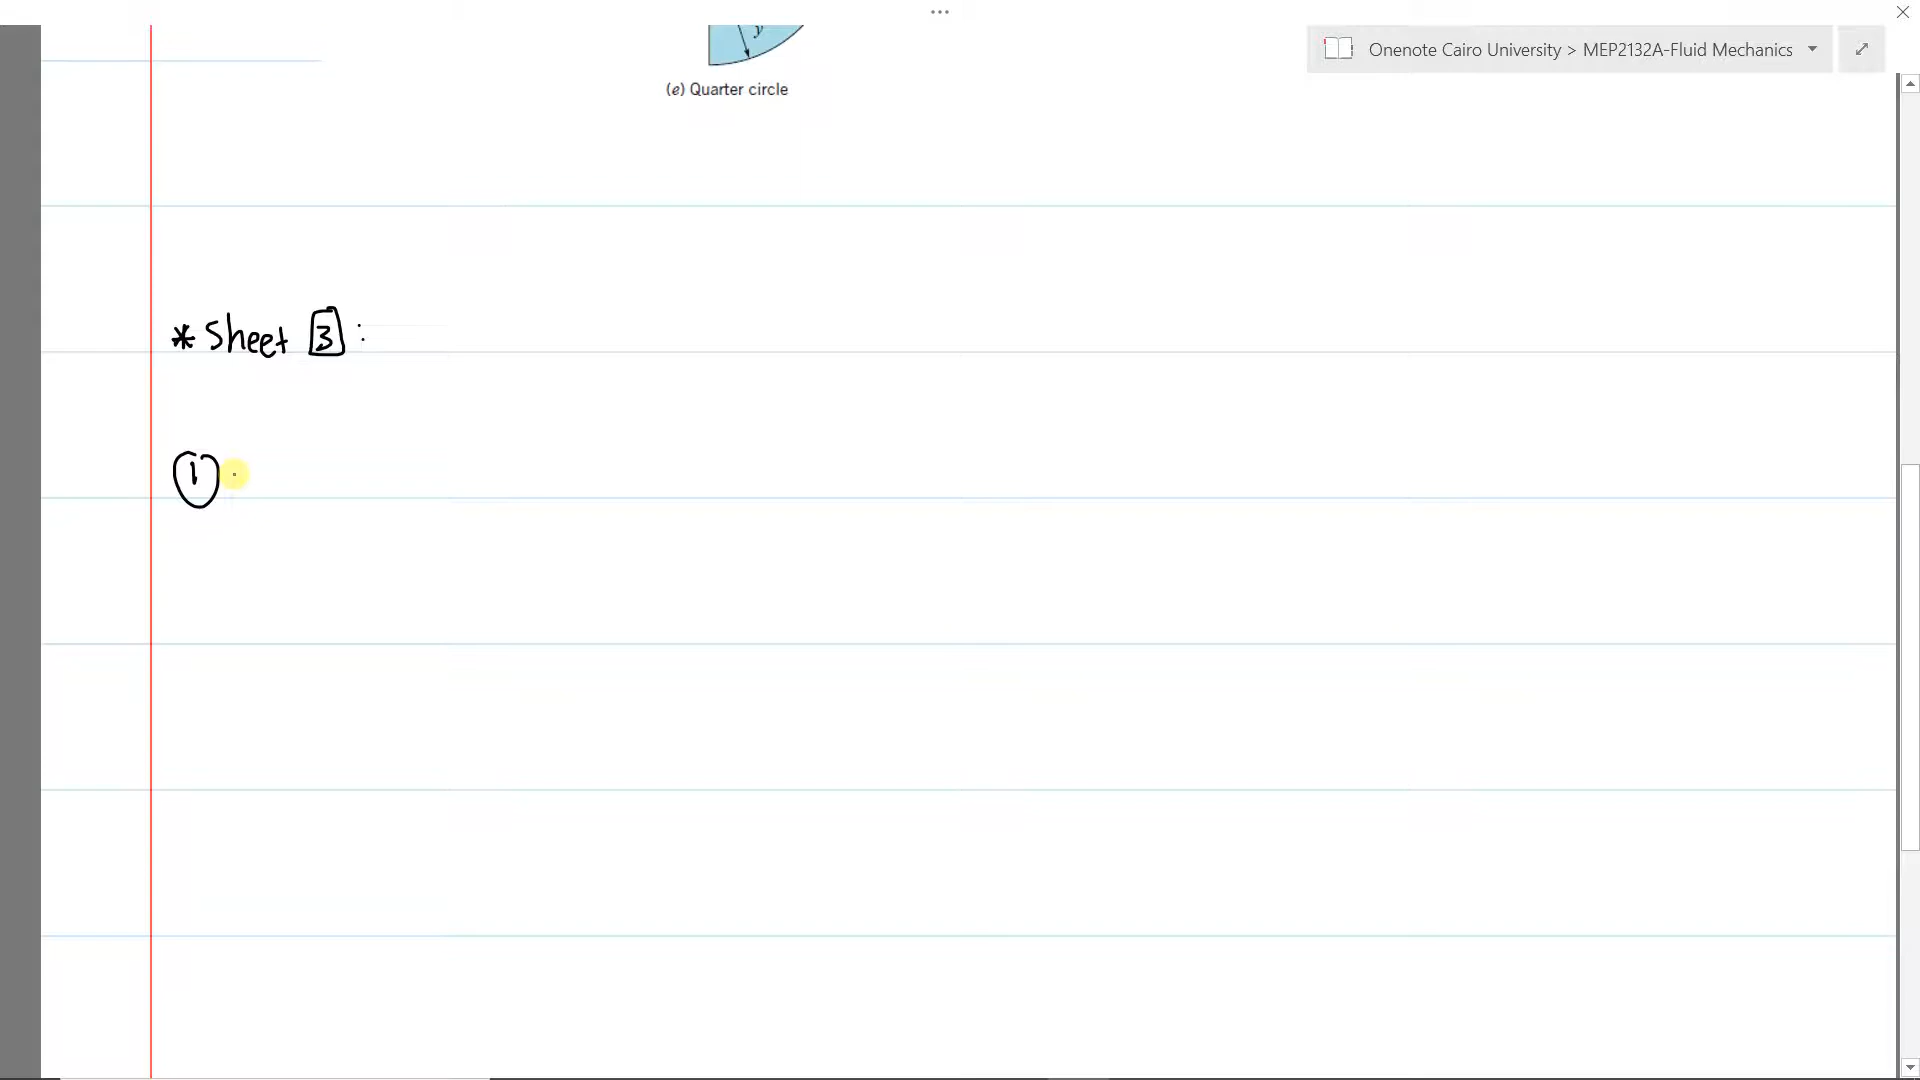 Onenote Cairo University > MEP2132A-Fluid Mechanics
y
(e) Quarter circle
* Sheet 3 :
1